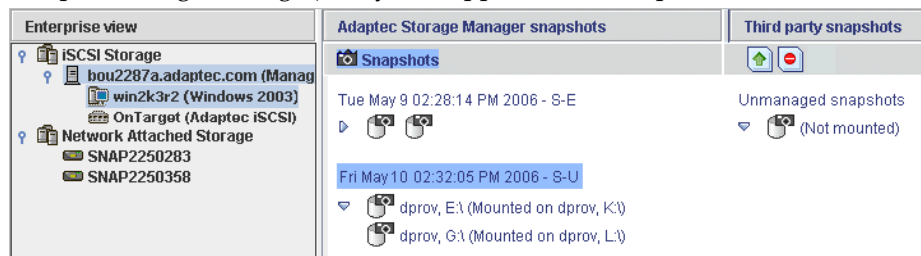 Enterprise view
iSCSI Storage
bou2287a.adaptec.com (Manag
win2k3r2 (Windows 2003)
OnTarget (Adaptec iSCSI)
Network Attached Storage
SNAP2250283
SNAP2250358
Adaptec Storage Manager snapshots
Snapshots
Tue May 9 02:28:14 PM 2006 - S-E
Fri May 10 02:32:05 PM 2006 - S-U
dprov, E:\ (Mounted on dprov, K:\)
dprov, G:\ (Mounted on dprov, L:\)
Third party snapshots
Unmanaged snapshots
(Not mounted)